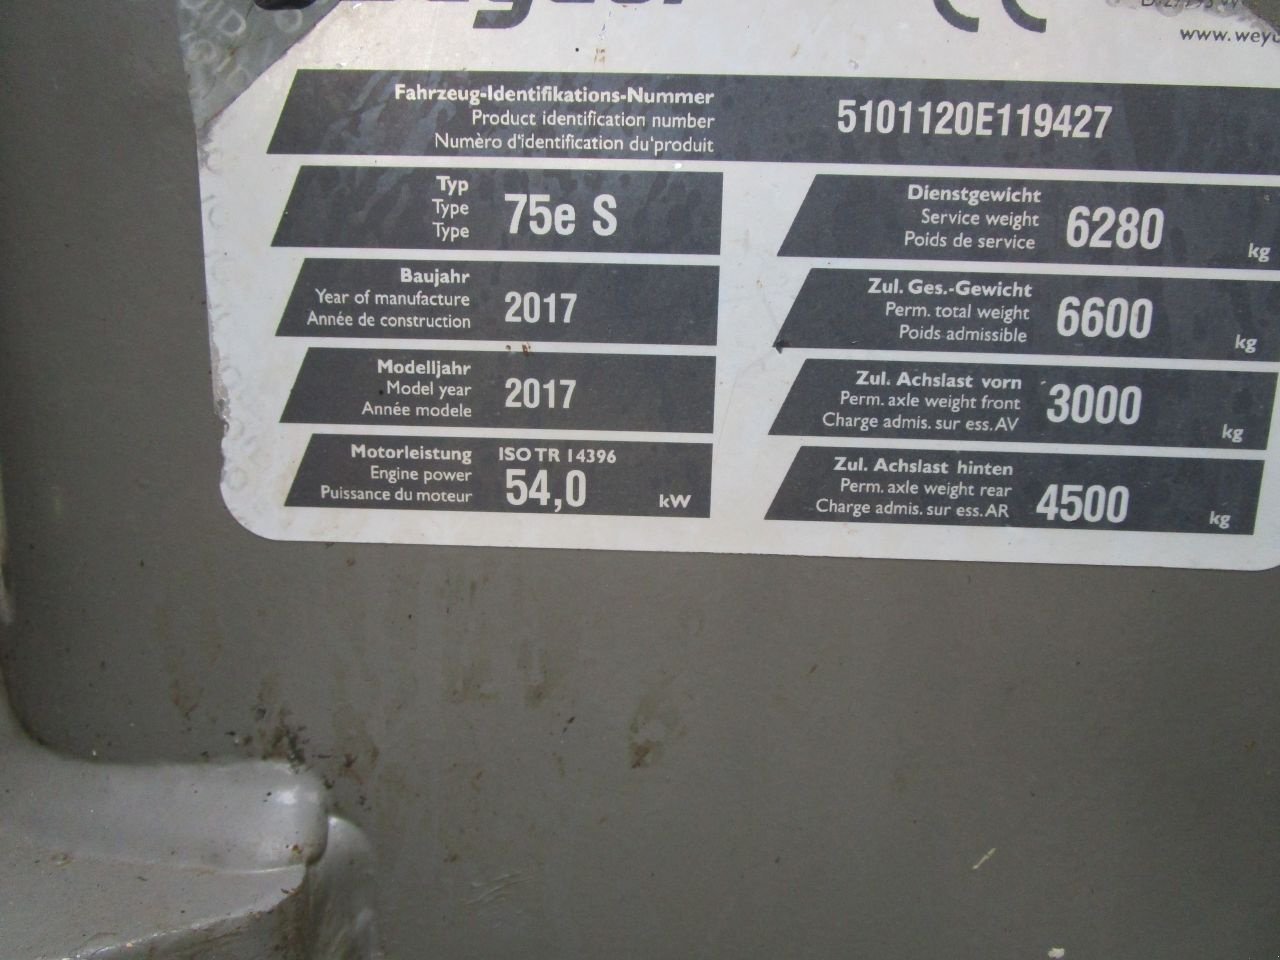 www.weyd
Fahrzeug-Identifikations-Nummer
Product identification number
Numèro d'identification du'produit
5101120E119427
Typ
Type
Type
75e S
Dienstgewicht
Service weight
Poids de service
6280 kg
Baujahr
Year of manufacture
Année de construction
2017
Zul. Ges.-Gewicht
Perm. total weight
Poids admissible
6600 kg
Modelljahr
Model year
Année modele
2017
Zul. Achslast vorn
Perm. axle weight front
Charge admis. sur ess. AV
3000 kg
Motorleistung
Engine power
Puissance du moteur
ISO TR 14396
54,0 kW
Zul. Achslast hinten
Perm. axle weight rear
Charge admis. sur ess. AR
4500 kg